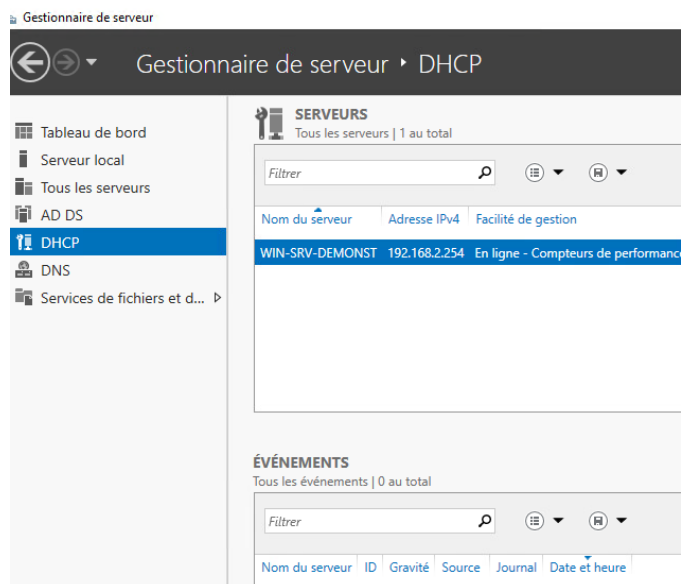 Gestionnaire de serveur
Gestionnaire de serveur • DHCP
Tableau de bord
Serveur local
Tous les serveurs
AD DS
DHCP
DNS
Services de fichiers et d...
SERVEURS
Tous les serveurs | 1 au total
Filtrer
Nom du serveur Adresse IPv4 Facilité de gestion
WIN-SRV-DEMONST 192.168.2.254 En ligne - Compteurs de performance
ÉVÉNEMENTS
Tous les événements | 0 au total
Filtrer
Nom du serveur ID Gravité Source Journal Date et heure